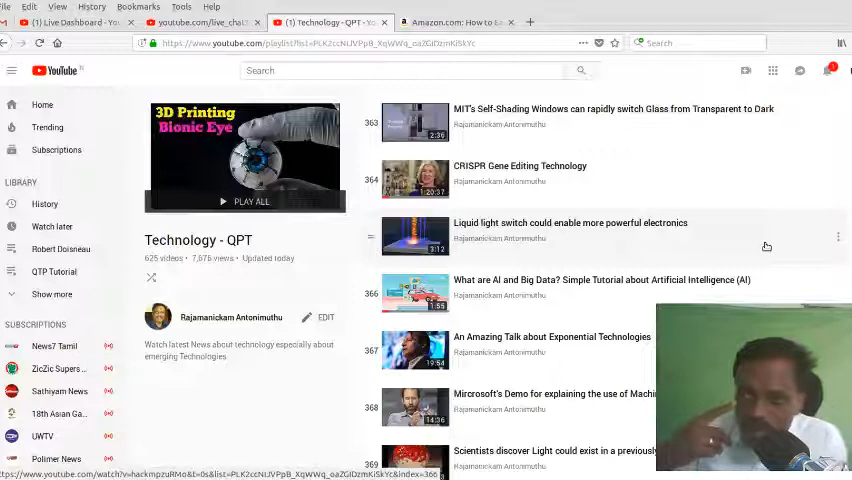 File Edit View History Bookmarks Tools Help
(1) Live Dashboard - You
youtube.com/live_chat?
(1) Technology - QPT - You
Amazon.com: How to Ea
Search
YouTube
Search
1
Home
Trending
Subscriptions
LIBRARY
History
Watch later
Robert Doisneau
QTP Tutorial
Show more
SUBSCRIPTIONS
News7 Tamil
ZicZic Supers ...
Sathiyam News
18th Asian Ga...
UWTV
Polimer News
3D Printing
Bionic Eye
PLAY ALL
Technology - QPT
625 videos • 7,676 views • Updated today
Rajamanickam Antonimuthu
EDIT
Watch latest News about technology especially about
emerging Technologies.
363
2:36
MIT's Self-Shading Windows can rapidly switch Glass from Transparent to Dark
Rajamanickam Antonimuthu
364
1:20:37
CRISPR Gene Editing Technology
Rajamanickam Antonimuthu
3:12
Liquid light switch could enable more powerful electronics
Rajamanickam Antonimuthu
366
1:55
What are AI and Big Data? Simple Tutorial about Artificial Intelligence (AI)
Rajamanickam Antonimuthu
367
19:54
An Amazing Talk about Exponential Technologies
Rajamanickam Antonimuthu
368
14:36
Mircrosoft's Demo for explaining the use of Machi
Rajamanickam Antonimuthu
369
Scientists discover Light could exist in a previously
Rajamanickam Antonimuthu